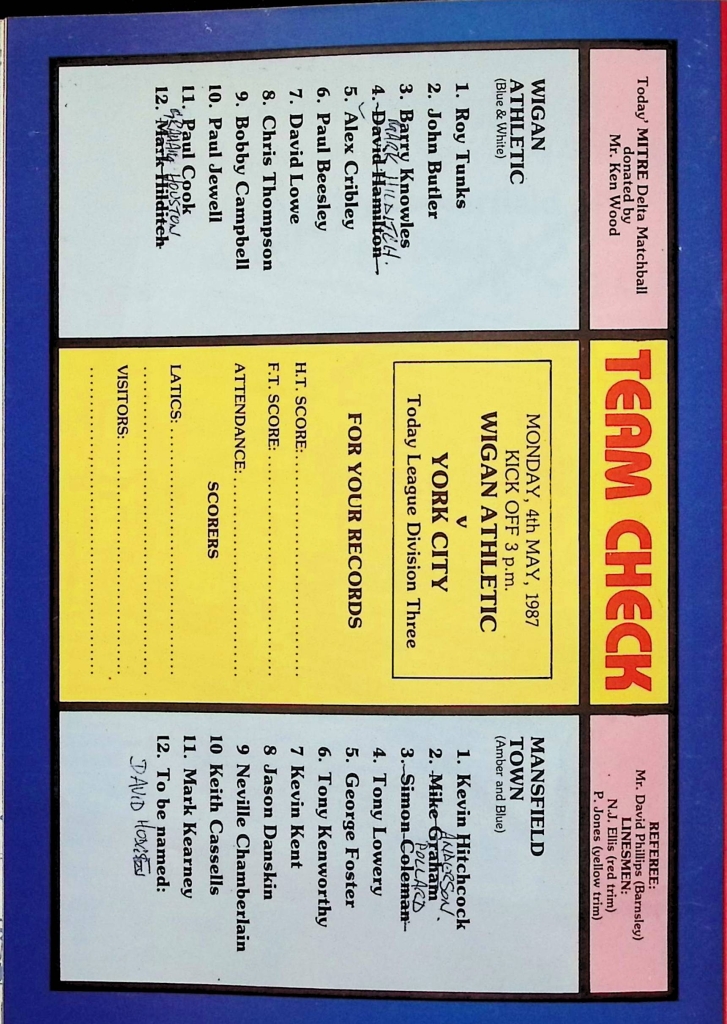 Today' MITRE Delta Matchball
donated by
Mr. Ken Wood
WIGAN
ATHLETIC
(Blue & White)
1. Roy Tunks
2. John Butler
3. Barry Knowles
MARK HILDITCH.
4. David Hamilton
5. Alex Cribley
6. Paul Beesley
7. David Lowe
8. Chris Thompson
9. Bobby Campbell
10. Paul Jewell
11. Paul Cook
GRAHAM HOUSTON
12. Mark Hilditch
TEAM CHECK
MONDAY, 4th MAY, 1987
KICK OFF 3 p.m.
WIGAN ATHLETIC
v
YORK CITY
Today League Division Three
FOR YOUR RECORDS
H.T. SCORE:
F.T. SCORE:
ATTENDANCE:
SCORERS
LATICS:
VISITORS:
REFEREE:
Mr. David Phillips (Barnsley)
LINESMEN:
N.J. Ellis (red trim)
P. Jones (yellow trim)
MANSFIELD
TOWN
(Amber and Blue)
1. Kevin Hitchcock
ANDERSON.
2. Mike Graham
POLLARD
3. Simon Coleman
4. Tony Lowery
5. George Foster
6. Tony Kenworthy
7 Kevin Kent
8 Jason Danskin
9 Neville Chamberlain
10 Keith Cassells
11. Mark Kearney
12. To be named:
DAVID